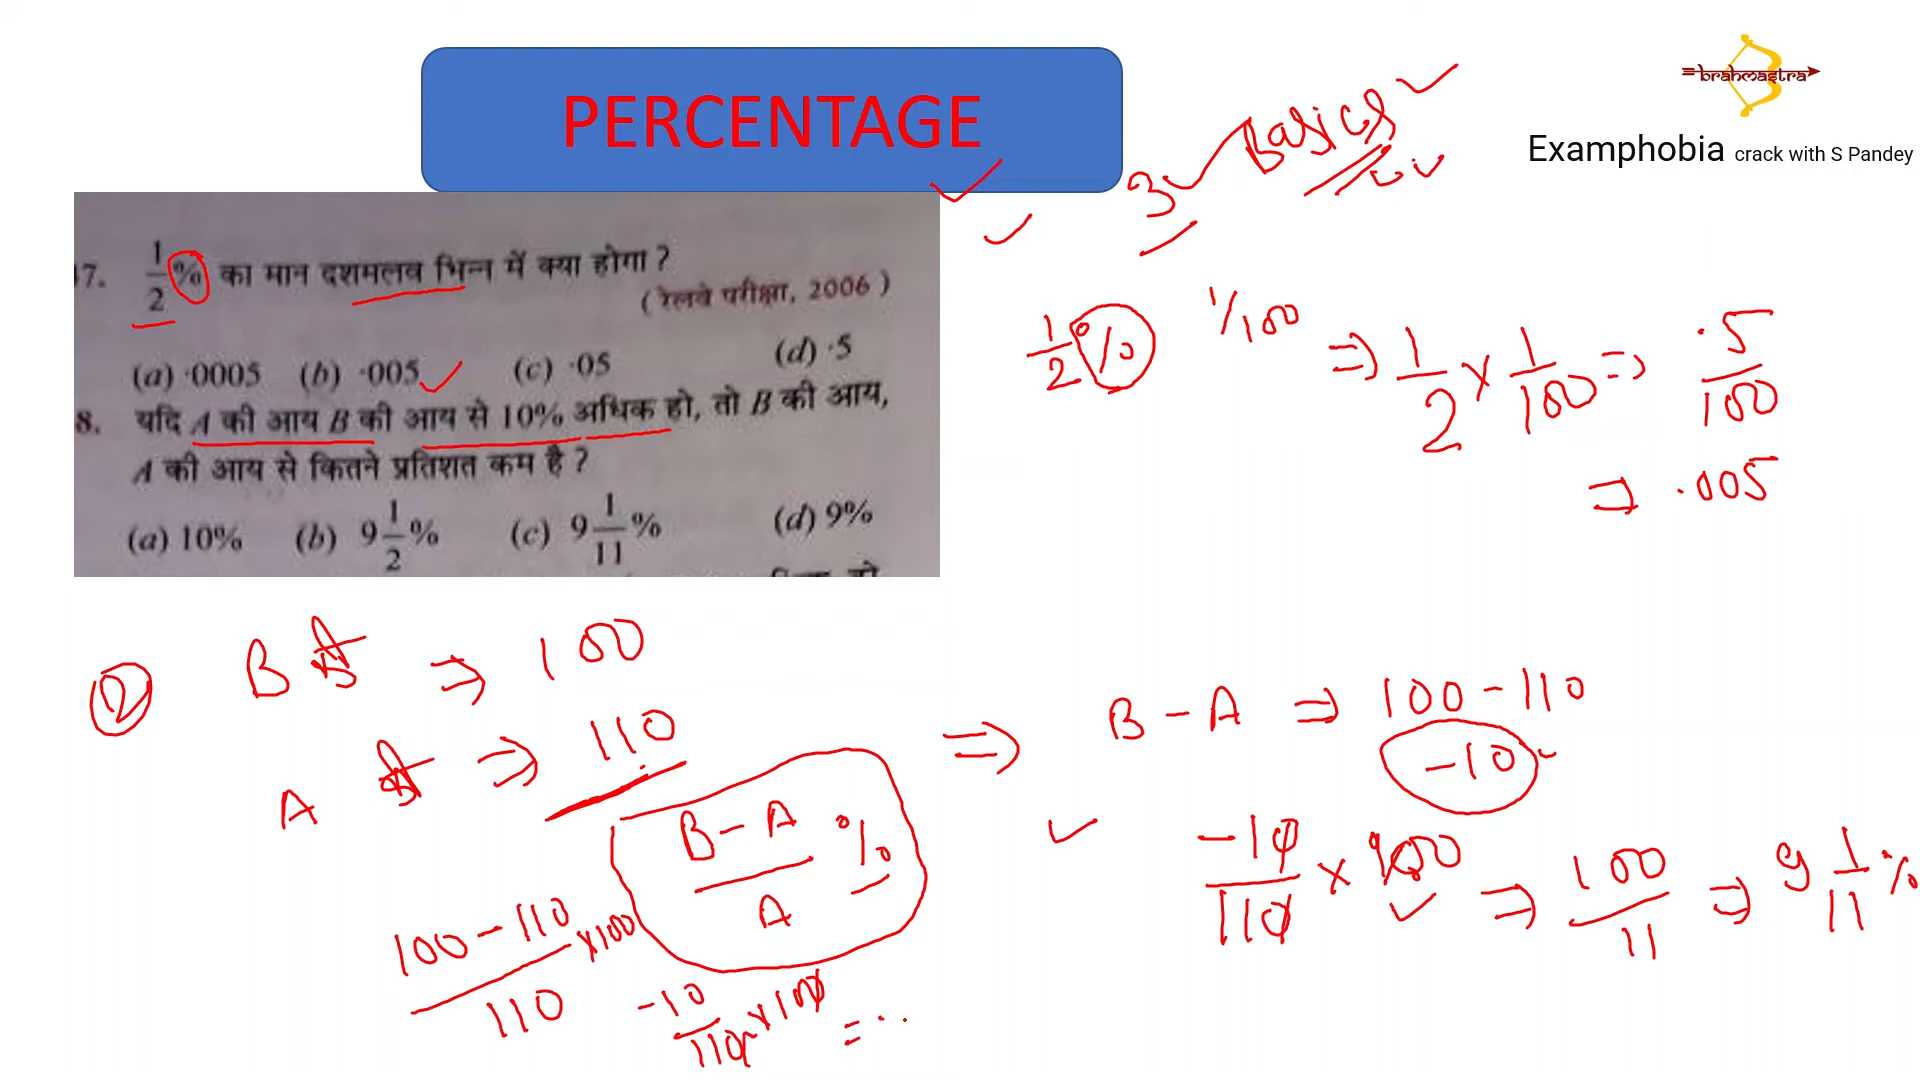 PERCENTAGE
brahmastra
Examphobia crack with S Pandey
3 Basics
17. 1/2 % का मान दशमलव भिन्न में क्या होगा ?
( रेलवे परीक्षा, 2006 )
(a) ·0005 (b) ·005 (c) ·05 (d) ·5
8. यदि A की आय B की आय से 10% अधिक हो, तो B की आय,
A की आय से कितने प्रतिशत कम है ?
(a) 10% (b) 9 1/2 % (c) 9 1/11 % (d) 9%
1/2 % 1/100 ⇒ 1/2 × 1/100 ⇒ .5/100
⇒ .005
② B ⇒ 100
A ⇒ 110
⇒ B - A ⇒ 100 - 110
-10
B - A / A %
-10/110 × 100 ⇒ 100/11 ⇒ 9 1/11 %
100 - 110 / 110 × 100
-10/110 × 100 = ..